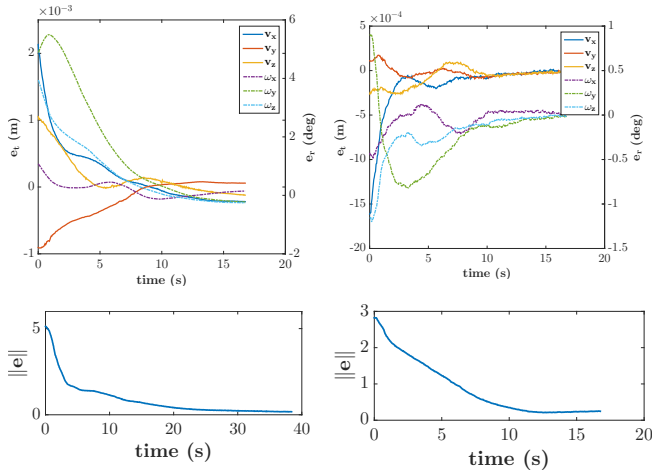 ×10⁻³
6
v_x
v_y
v_z
ω_x
ω_y
ω_z
2
1
0
-1
e_t (m)
4
2
0
-2
e_r (deg)
0 5 10 15 20
time (s)
×10⁻⁴
1
v_x
v_y
v_z
ω_x
ω_y
ω_z
5
0
-5
-10
-15
-20
e_t (m)
0.5
0
-0.5
-1
-1.5
e_r (deg)
0 5 10 15 20
time (s)
5
0
||e||
0 10 20 30 40
time (s)
3
2
1
0
||e||
0 5 10 15 20
time (s)